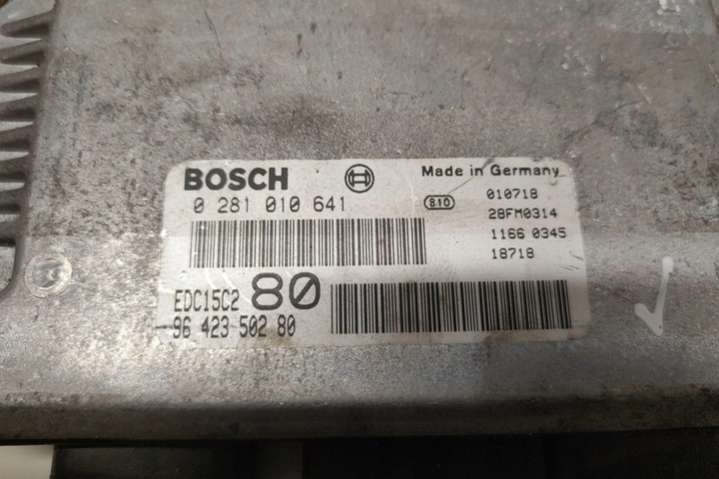 BOSCH
Made in Germany
0 281 010 641
810
010718
28FM0314
1166 0345
18718
EDC15C2 80
96 423 502 80